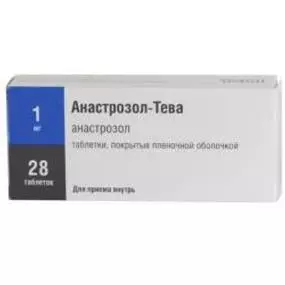 1
мг
Анастрозол-Тева
анастрозол
таблетки, покрытые пленочной оболочкой
28
таблеток
Для приема внутрь